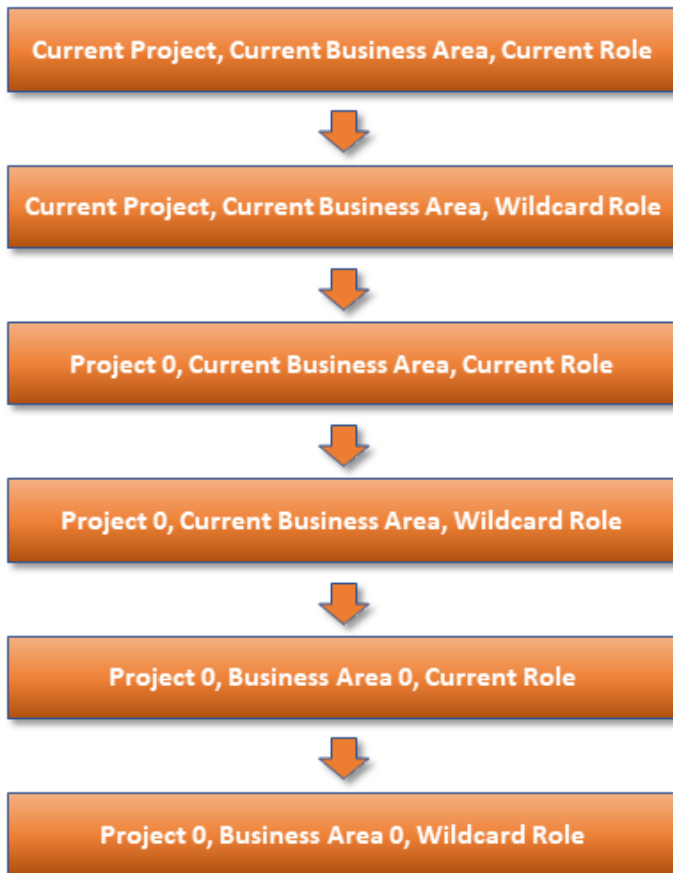 Current Project, Current Business Area, Current Role
Current Project, Current Business Area, Wildcard Role
Project 0, Current Business Area, Current Role
Project 0, Current Business Area, Wildcard Role
Project 0, Business Area 0, Current Role
Project 0, Business Area 0, Wildcard Role